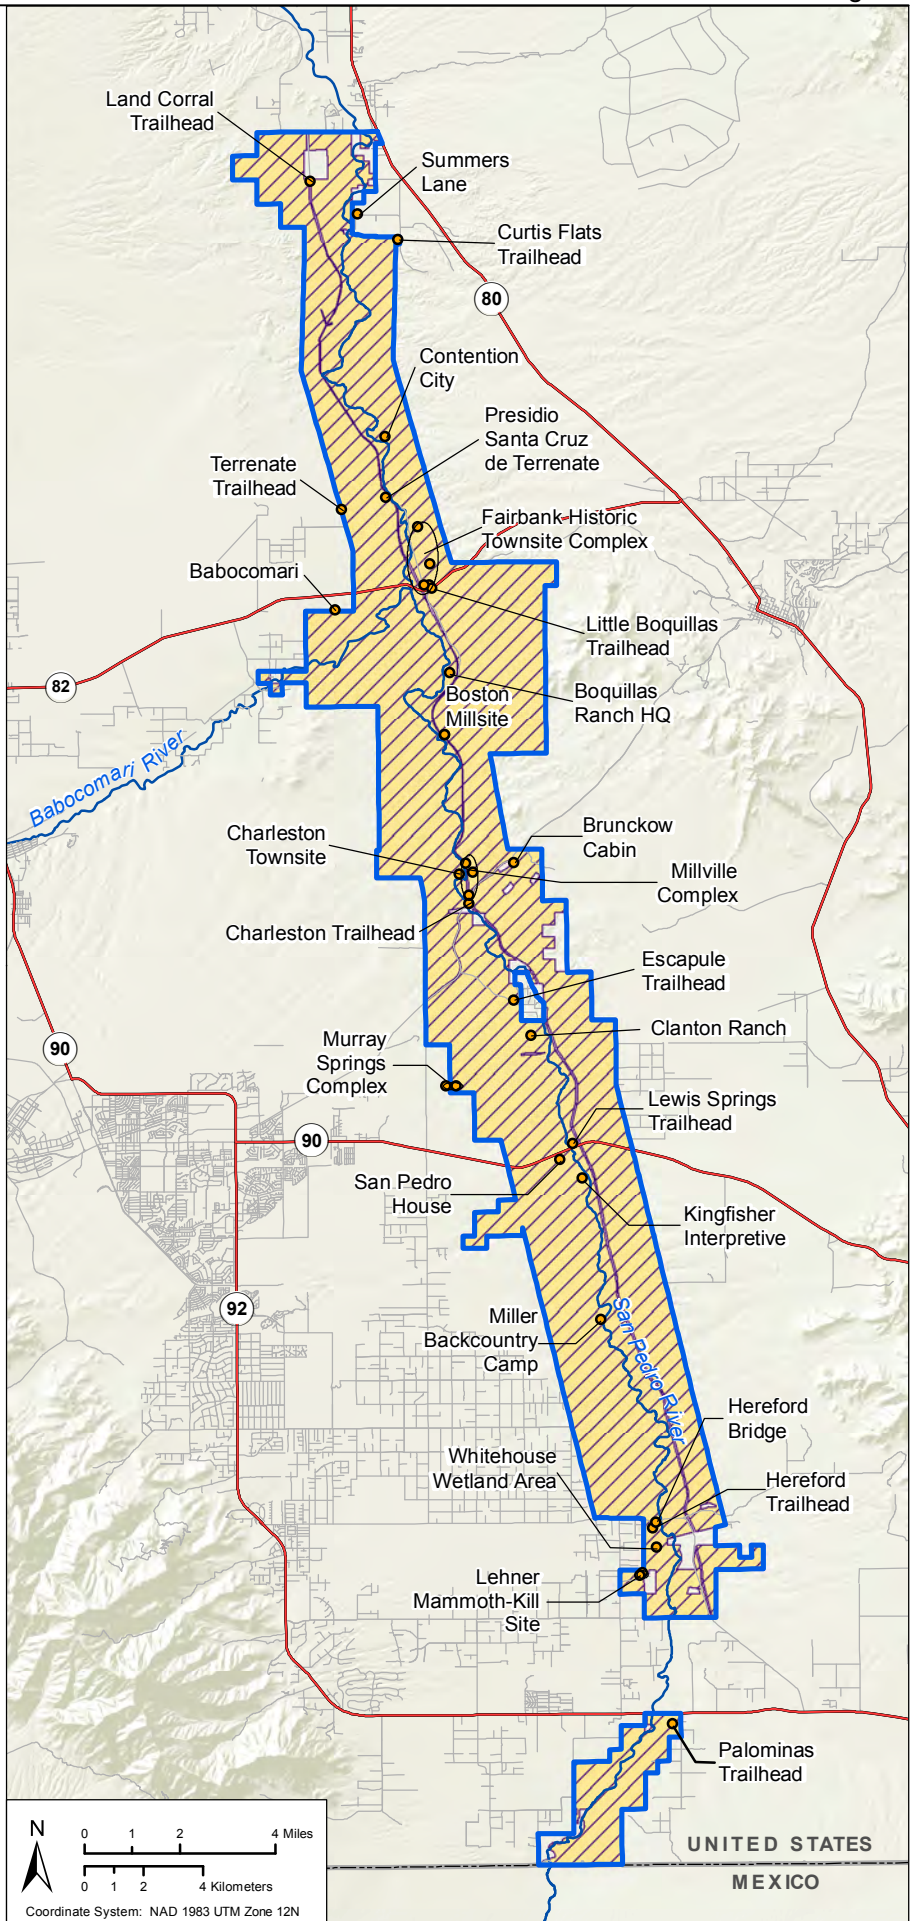 Land Corral
Trailhead
Summers
Lane
Curtis Flats
Trailhead
80
Contention
City
Presidio
Santa Cruz
de Terrenate
Terrenate
Trailhead
Fairbank Historic
Townsite Complex
Babocomari
Little Boquillas
Trailhead
82
Boquillas
Ranch HQ
Boston
Millsite
Babocomari River
Charleston
Townsite
Brunckow
Cabin
Millville
Complex
Charleston Trailhead
Escapule
Trailhead
Clanton Ranch
90
Murray
Springs
Complex
Lewis Springs
Trailhead
90
San Pedro
House
Kingfisher
Interpretive
92
Miller
Backcountry
Camp
San Pedro River
Hereford
Bridge
Whitehouse
Wetland Area
Hereford
Trailhead
Lehner
Mammoth-Kill
Site
Palominas
Trailhead
N
0 1 2 4 Miles
0 1 2 4 Kilometers
Coordinate System: NAD 1983 UTM Zone 12N
UNITED STATES
MEXICO